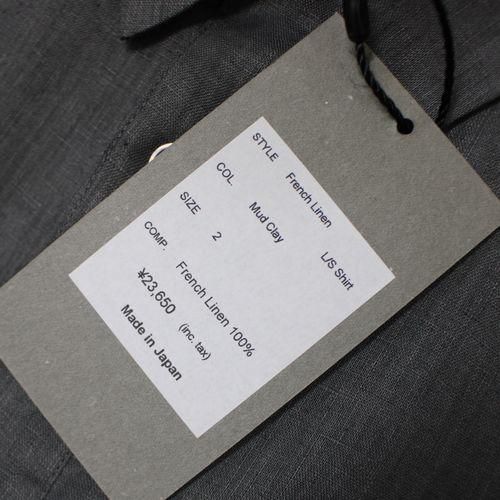 STYLE French Linen L/S Shirt
COL. Mud Clay
SIZE 2
COMP. French Linen 100%
¥23,650 (inc. tax)
Made in Japan